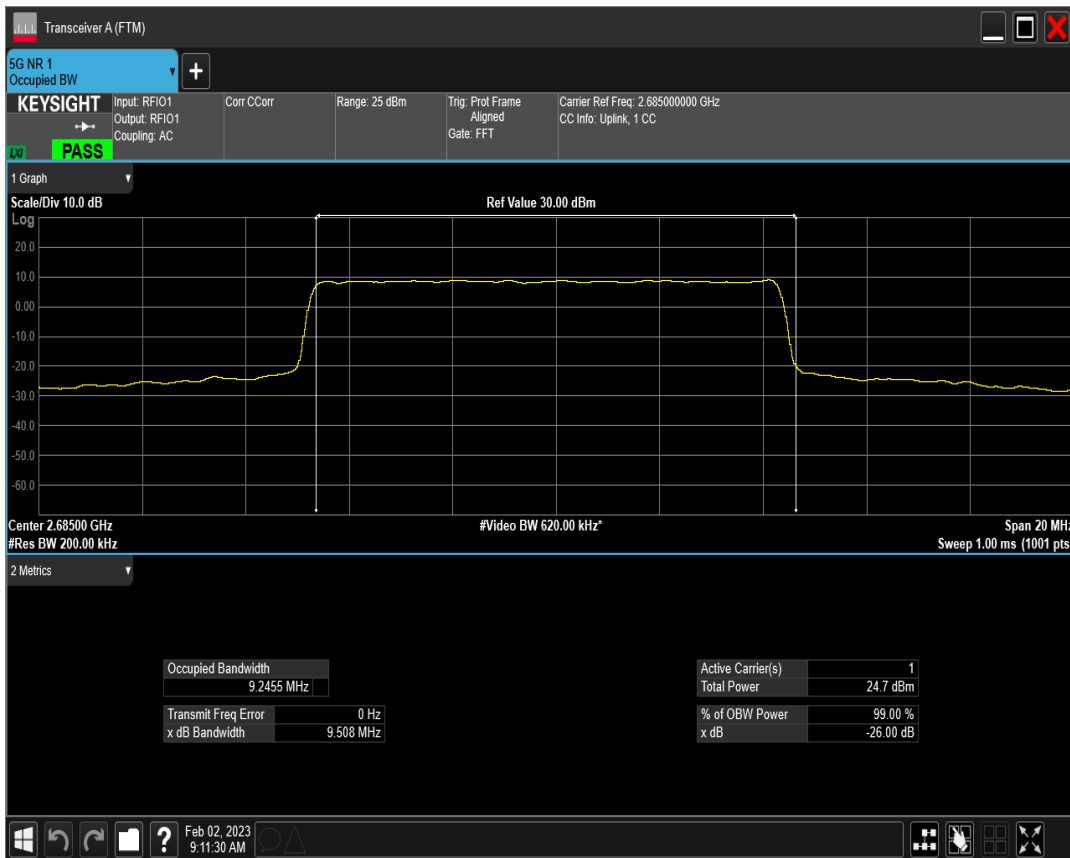 Transceiver A (FTM)
5G NR 1
Occupied BW
+
KEYSIGHT
LXI
PASS
Input: RFIO1
Output: RFIO1
Coupling: AC
Corr CCorr
Range: 25 dBm
Trig: Prot Frame
Aligned
Gate: FFT
Carrier Ref Freq: 2.685000000 GHz
CC Info: Uplink, 1 CC
1 Graph
Scale/Div 10.0 dB
Ref Value 30.00 dBm
Log
20.0
10.0
0.00
-10.0
-20.0
-30.0
-40.0
-50.0
-60.0
Center 2.68500 GHz
#Video BW 620.00 kHz*
Span 20 MHz
#Res BW 200.00 kHz
Sweep 1.00 ms (1001 pts
2 Metrics
Occupied Bandwidth
9.2455 MHz
Transmit Freq Error 0 Hz
x dB Bandwidth 9.508 MHz
Active Carrier(s) 1
Total Power 24.7 dBm
% of OBW Power 99.00 %
x dB -26.00 dB
?
Feb 02, 2023
9:11:30 AM